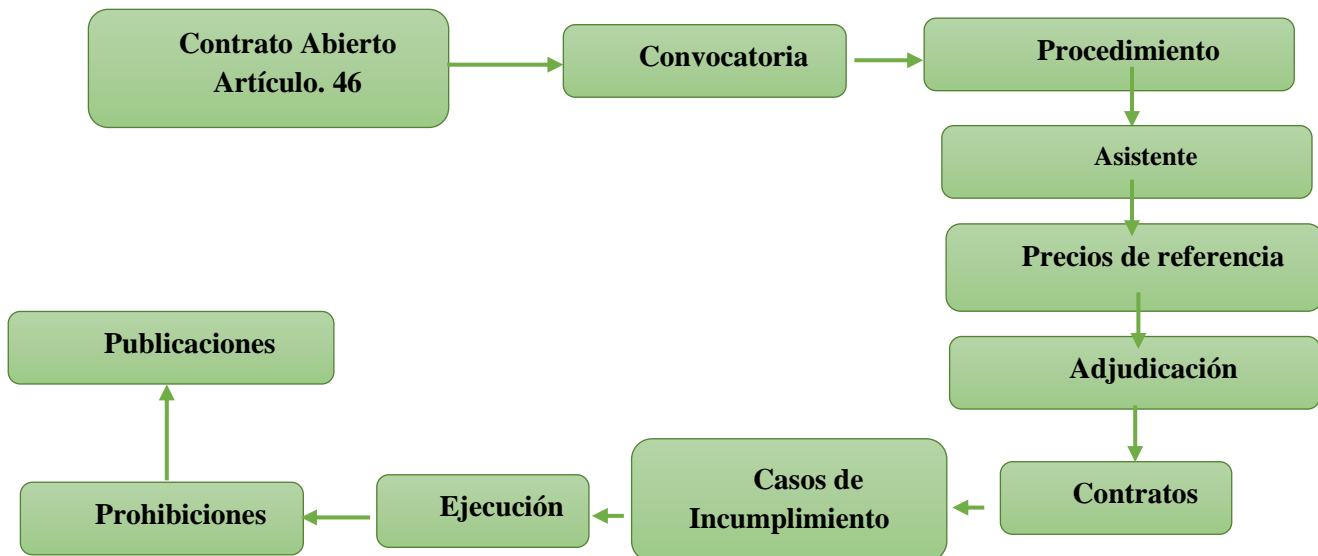 Contrato Abierto
Artículo. 46
Convocatoria
Procedimiento
Asistente
Precios de referencia
Adjudicación
Contratos
Casos de
Incumplimiento
Ejecución
Prohibiciones
Publicaciones